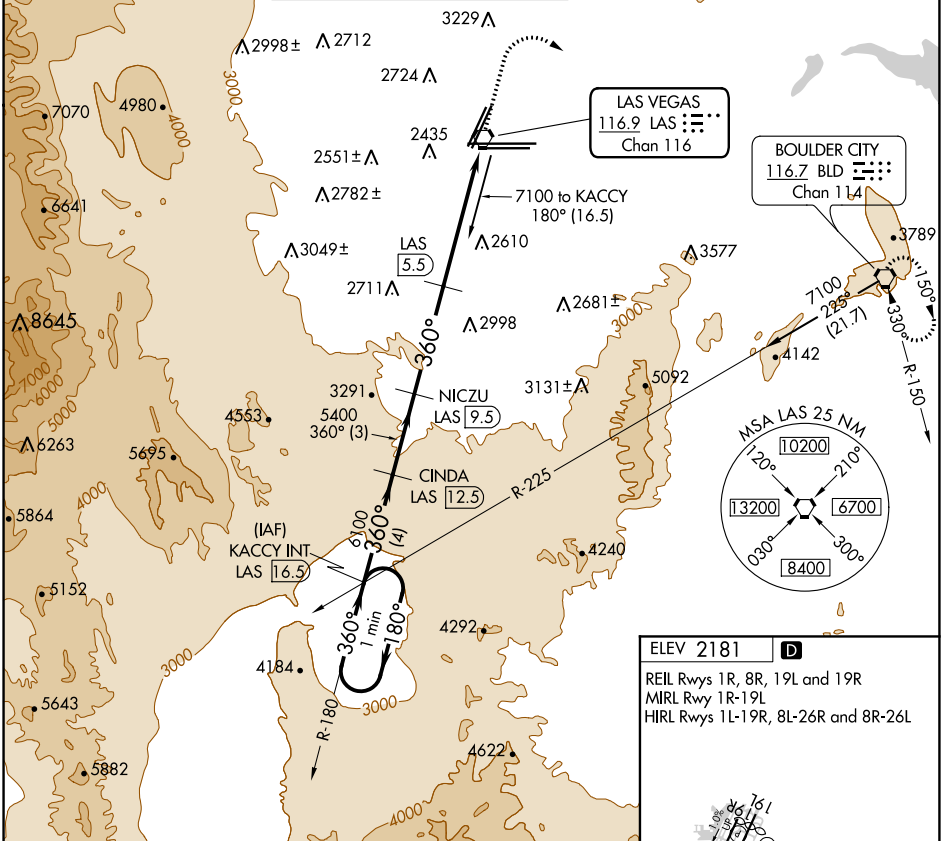 3229
2998±
2712
2724
7070
4980
3000
4000
2435
2551±
2782±
LAS VEGAS
116.9 LAS
Chan 116
BOULDER CITY
116.7 BLD
Chan 114
7100 to KACCY
180° (16.5)
6641
3049±
LAS
5.5
2610
3577
3789
2711
2681±
2998
3000
7100
225°
(21.7)
150°
330°
R-150
4142
8645
7000
6000
5000
360°
3291
5400
360° (3)
NICZU
LAS 9.5
3131±
5092
4553
6263
5695
CINDA
LAS 12.5
R-225
MSA LAS 25 NM
10200
120°
210°
13200
6700
030°
300°
8400
4000
5864
(IAF)
KACCY INT
LAS 16.5
6100
360°
(4)
4240
5152
360°
1 min
180°
4292
3000
4184
3000
R-180
5643
5882
4622
4000
ELEV 2181 D
REIL Rwys 1R, 8R, 19L and 19R
MIRL Rwy 1R-19L
HIRL Rwys 1L-19R, 8L-26R and 8R-26L
19R
19L
UP